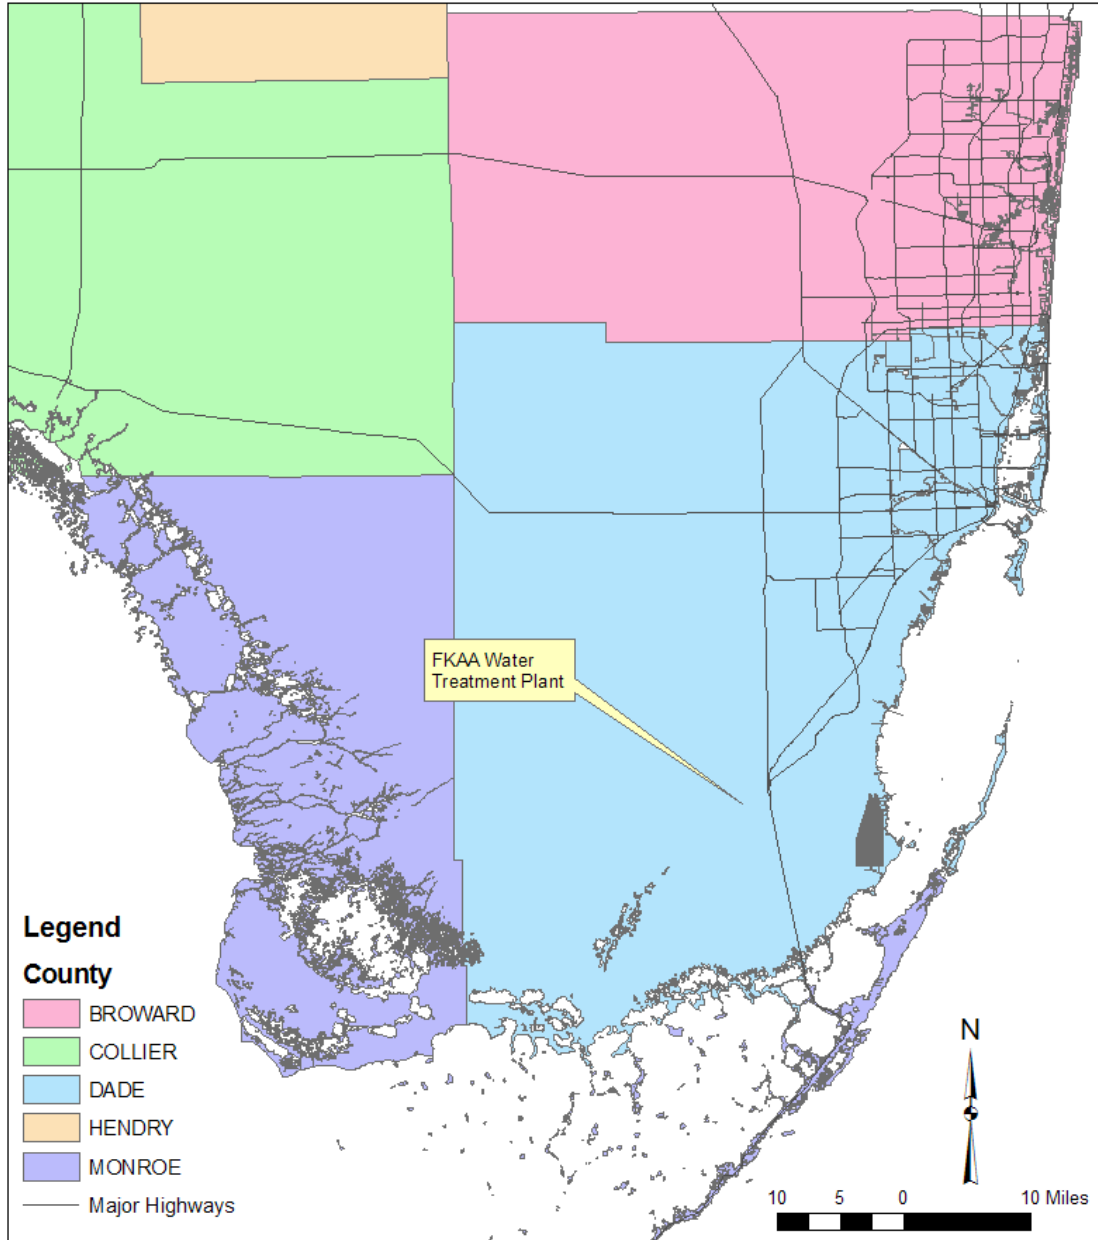 FKAA Water
Treatment Plant
Legend
County
BROWARD
COLLIER
DADE
HENDRY
MONROE
Major Highways
N
10 5 0 10 Miles